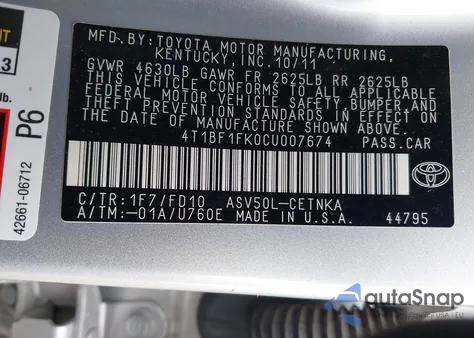 MFD.BY:TOYOTA MOTOR MANUFACTURING,
KENTUCKY, INC.10/11
GVWR 4630LB GAWR FR 2625LB RR 2625LB
THIS VEHICLE CONFORMS TO ALL APPLICABLE
FEDERAL MOTOR VEHICLE SAFETY,BUMPER,AND
THEFT PREVENTION STANDARDS IN EFFECT ON
THE DATE OF MANUFACTURE SHOWN ABOVE.
4T1BF1FK0CU007674 PASS.CAR
C/TR:1F7/FD10 ASV50L-CETNKA
A/TM:-01A/U760E MADE IN U.S.A. 44795
TOYOTA
3
lb.
P6
42661-06712
autoSnap